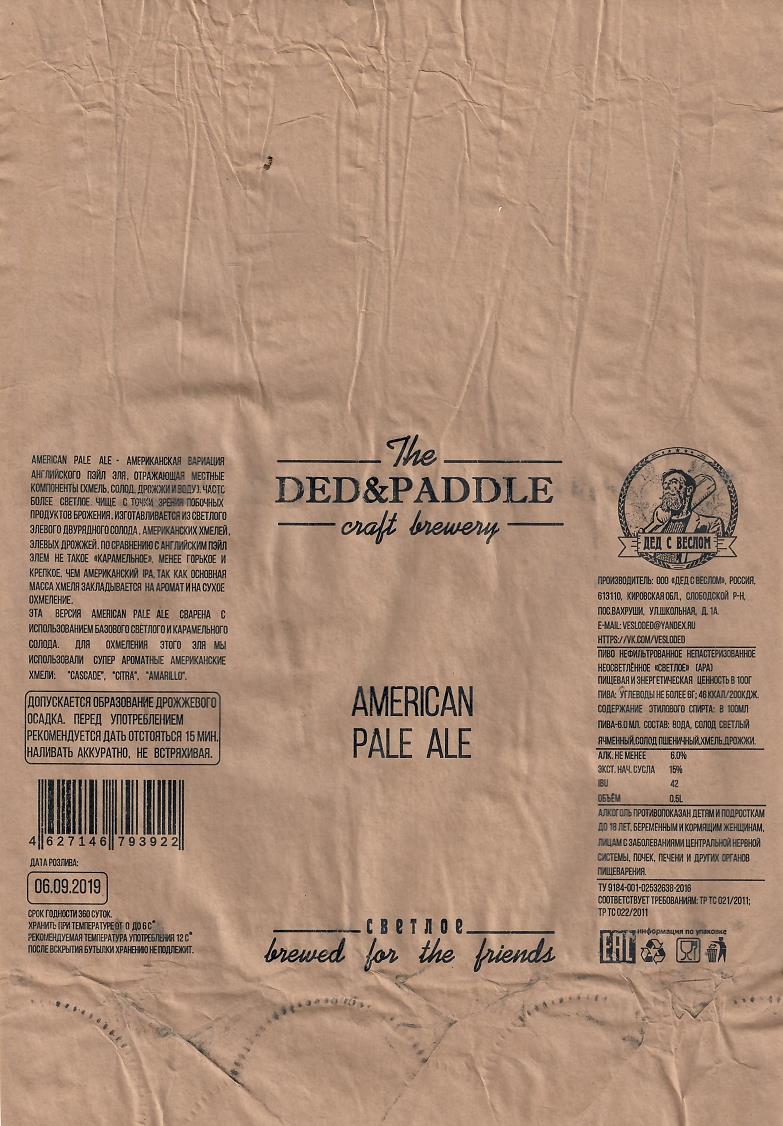 AMERICAN PALE ALE - АМЕРИКАНСКАЯ ВАРИАЦИЯ
АНГЛИЙСКОГО ПЭЙЛ ЭЛЯ, ОТРАЖАЮЩАЯ МЕСТНЫЕ
КОМПОНЕНТЫ (ХМЕЛЬ, СОЛОД, ДРОЖЖИ И ВОДУ). ЧАСТО
БОЛЕЕ СВЕТЛОЕ, ЧИЩЕ С ТОЧКИ ЗРЕНИЯ ПОБОЧНЫХ
ПРОДУКТОВ БРОЖЕНИЯ. ИЗГОТАВЛИВАЕТСЯ ИЗ СВЕТЛОГО
ЭЛЕВОГО ДВУРЯДНОГО СОЛОДА, АМЕРИКАНСКИХ ХМЕЛЕЙ,
ЭЛЕВЫХ ДРОЖЖЕЙ. ПО СРАВНЕНИЮ С АНГЛИЙСКИМ ПЭЙЛ
ЭЛЕМ НЕ ТАКОЕ «КАРАМЕЛЬНОЕ», МЕНЕЕ ГОРЬКОЕ И
КРЕПКОЕ, ЧЕМ АМЕРИКАНСКИЙ IPA, ТАК КАК ОСНОВНАЯ
МАССА ХМЕЛЯ ЗАКЛАДЫВАЕТСЯ НА АРОМАТ И НА СУХОЕ
ОХМЕЛЕНИЕ.
ЭТА ВЕРСИЯ AMERICAN PALE ALE СВАРЕНА С
ИСПОЛЬЗОВАНИЕМ БАЗОВОГО СВЕТЛОГО И КАРАМЕЛЬНОГО
СОЛОДА. ДЛЯ ОХМЕЛЕНИЯ ЭТОГО ЭЛЯ МЫ
ИСПОЛЬЗОВАЛИ СУПЕР АРОМАТНЫЕ АМЕРИКАНСКИЕ
ХМЕЛИ: "CASCADE", "CITRA", "AMARILLO".
ДОПУСКАЕТСЯ ОБРАЗОВАНИЕ ДРОЖЖЕВОГО
ОСАДКА. ПЕРЕД УПОТРЕБЛЕНИЕМ
РЕКОМЕНДУЕТСЯ ДАТЬ ОТСТОЯТЬСЯ 15 МИН,
НАЛИВАТЬ АККУРАТНО, НЕ ВСТРЯХИВАЯ.
4 627146 793922
ДАТА РОЗЛИВА:
06.09.2019
СРОК ГОДНОСТИ 360 СУТОК.
ХРАНИТЬ ПРИ ТЕМПЕРАТУРЕ ОТ 0 ДО 6 С°
РЕКОМЕНДУЕМАЯ ТЕМПЕРАТУРА УПОТРЕБЛЕНИЯ 12 С°
ПОСЛЕ ВСКРЫТИЯ БУТЫЛКИ ХРАНЕНИЮ НЕ ПОДЛЕЖИТ.
The
DED&PADDLE
craft brewery
AMERICAN
PALE ALE
светлое
brewed for the friends
ДЕД С ВЕСЛОМ
ПРОИЗВОДИТЕЛЬ: ООО «ДЕД С ВЕСЛОМ», РОССИЯ,
613110, КИРОВСКАЯ ОБЛ., СЛОБОДСКОЙ Р-Н,
ПОС.ВАХРУШИ, УЛ.ШКОЛЬНАЯ, Д. 1А
E-MAIL: VESLODED@YANDEX.RU
HTTPS://VK.COM/VESLODED
ПИВО НЕФИЛЬТРОВАННОЕ НЕПАСТЕРИЗОВАННОЕ
НЕОСВЕТЛЁННОЕ «СВЕТЛОЕ» (APA)
ПИЩЕВАЯ И ЭНЕРГЕТИЧЕСКАЯ ЦЕННОСТЬ В 100Г
ПИВА: УГЛЕВОДЫ НЕ БОЛЕЕ 6Г; 46 ККАЛ/200КДЖ.
СОДЕРЖАНИЕ ЭТИЛОВОГО СПИРТА: В 100МЛ
ПИВА-6.0 МЛ. СОСТАВ: ВОДА, СОЛОД СВЕТЛЫЙ
ЯЧМЕННЫЙ,СОЛОД ПШЕНИЧНЫЙ,ХМЕЛЬ,ДРОЖЖИ.
АЛК. НЕ МЕНЕЕ 6.0%
ЭКСТ. НАЧ. СУСЛА 15%
IBU 42
ОБЪЁМ 0.5L
АЛКОГОЛЬ ПРОТИВОПОКАЗАН ДЕТЯМ И ПОДРОСТКАМ
ДО 18 ЛЕТ, БЕРЕМЕННЫМ И КОРМЯЩИМ ЖЕНЩИНАМ,
ЛИЦАМ С ЗАБОЛЕВАНИЯМИ ЦЕНТРАЛЬНОЙ НЕРВНОЙ
СИСТЕМЫ, ПОЧЕК, ПЕЧЕНИ И ДРУГИХ ОРГАНОВ
ПИЩЕВАРЕНИЯ.
ТУ 9184-001-02532638-2016
СООТВЕТСТВУЕТ ТРЕБОВАНИЯМ: ТР ТС 021/2011;
ТР ТС 022/2011
информация по упаковке
EAC